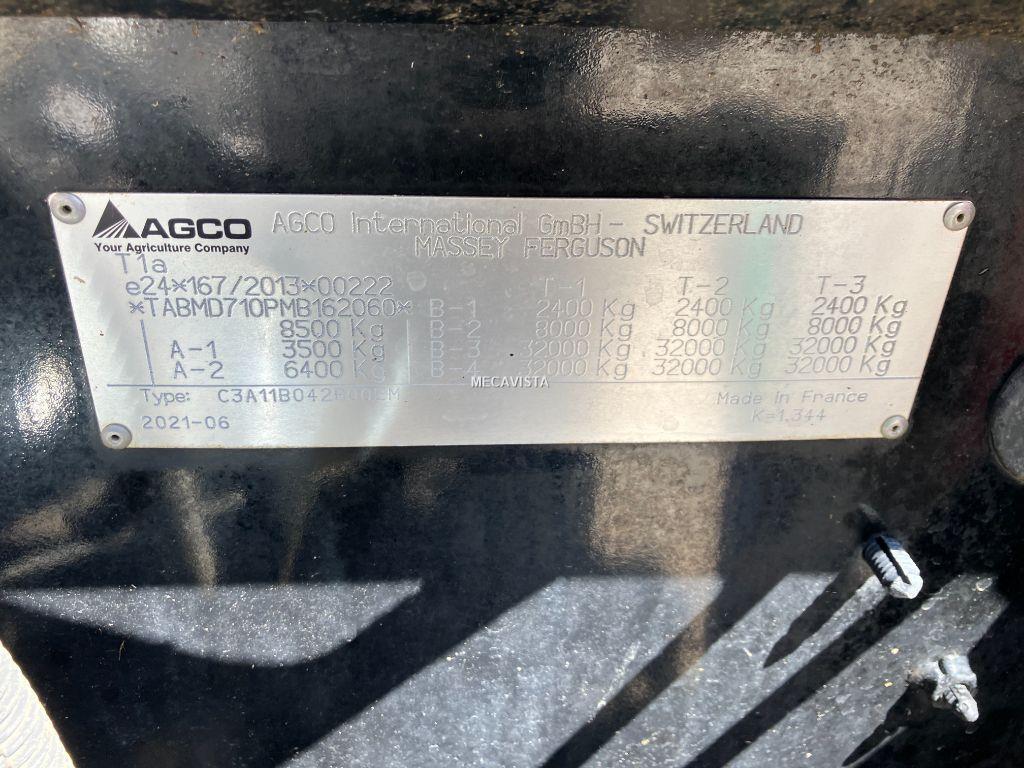 AGCO
Your Agriculture Company
AGCO International GmBH - SWITZERLAND
MASSEY FERGUSON
T1a
e24*167/2013*00222 T-1 T-2 T-3
*TABMD710PMB162060* B-1 2400 Kg 2400 Kg 2400 Kg
8500 Kg B-2 8000 Kg 8000 Kg 8000 Kg
A-1 3500 Kg B-3 32000 Kg 32000 Kg 32000 Kg
A-2 6400 Kg B-4 32000 Kg 32000 Kg 32000 Kg
MECAVISTA
Type: Made in France
2021-06 K=1.344